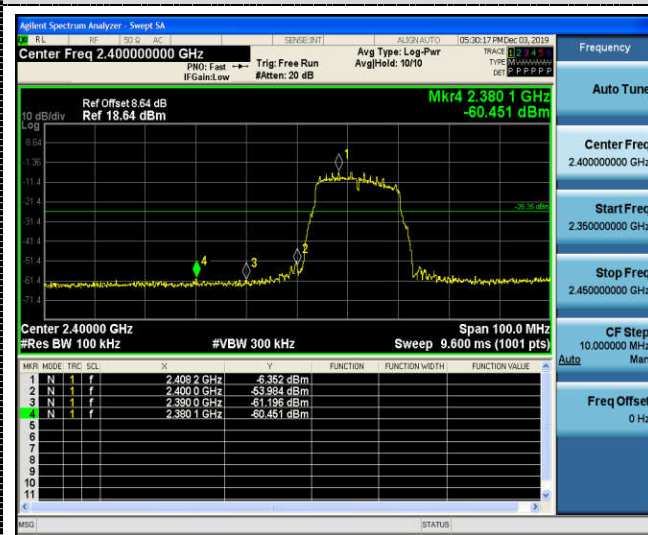 Agilent Spectrum Analyzer - Swept SA
RL RF 50 Ω AC SENSE:INT ALIGN AUTO 05:30:17 PM Dec 03, 2019
Center Freq 2.400000000 GHz Avg Type: Log-Pwr TRACE 1 2 3 4 5 6
PNO: Fast Trig: Free Run Avg|Hold: 10/10 TYPE M
IFGain:Low #Atten: 20 dB DET P P P P P
Mkr4 2.380 1 GHz
-60.451 dBm
Ref Offset 8.64 dB
10 dB/div Ref 18.64 dBm
Log
8.64
-1.36
-11.4
-21.4
-31.4
-41.4
-51.4
-61.4
-71.4
1
2
3
4
Center 2.40000 GHz Span 100.0 MHz
#Res BW 100 kHz #VBW 300 kHz Sweep 9.600 ms (1001 pts)
MKR MODE TRC SCL X Y FUNCTION FUNCTION WIDTH FUNCTION VALUE
1 N 1 f 2.408 2 GHz -6.352 dBm
2 N 1 f 2.400 0 GHz -53.984 dBm
3 N 1 f 2.390 0 GHz -61.196 dBm
4 N 1 f 2.380 1 GHz -60.451 dBm
5
6
7
8
9
10
11
MSG STATUS
Frequency
Auto Tune
Center Freq
2.400000000 GHz
Start Freq
2.350000000 GHz
Stop Freq
2.450000000 GHz
CF Step
10.000000 MHz
Auto Man
Freq Offset
0 Hz